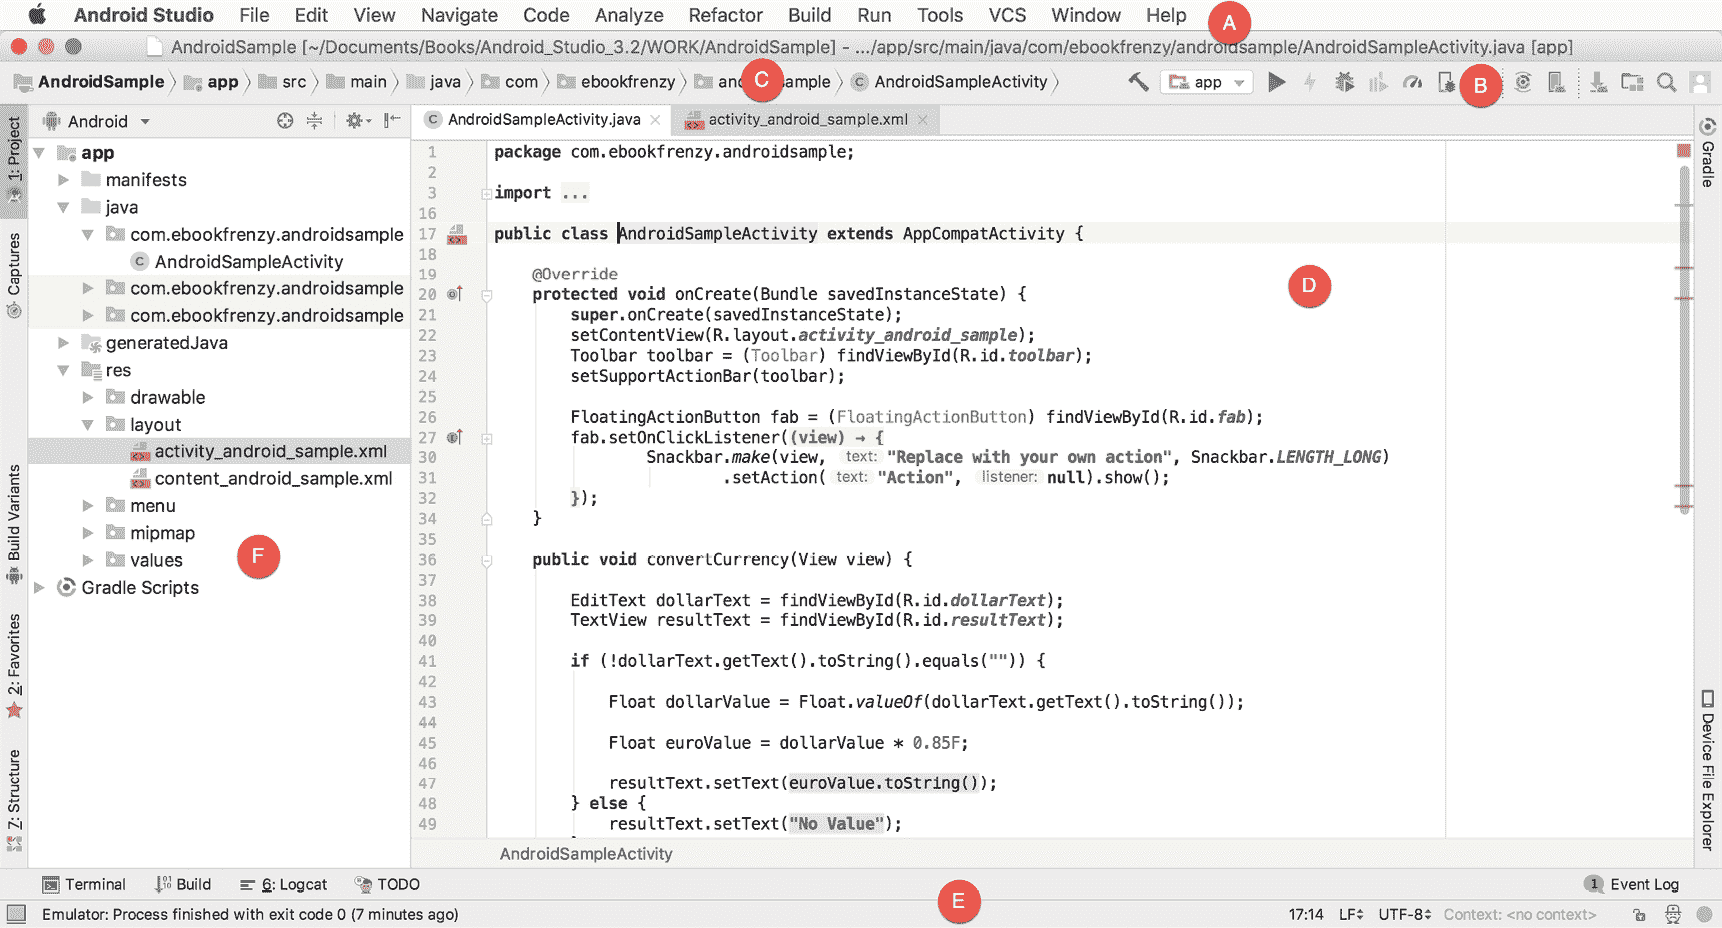 Android Studio File Edit View Navigate Code Analyze Refactor Build Run Tools VCS Window Help A
AndroidSample [~/Documents/Books/Android_Studio_3.2/WORK/AndroidSample] - .../app/src/main/java/com/ebookfrenzy/androidsample/AndroidSampleActivity.java [app]
AndroidSample app src main java com ebookfrenzy C sample C AndroidSampleActivity app B
1: Project
Captures
Build Variants
2: Favorites
Z: Structure
Android
app
manifests
java
com.ebookfrenzy.androidsample
C AndroidSampleActivity
com.ebookfrenzy.androidsample
com.ebookfrenzy.androidsample
generatedJava
res
drawable
layout
activity_android_sample.xml
content_android_sample.xml
menu
mipmap
values
F
Gradle Scripts
C AndroidSampleActivity.java activity_android_sample.xml
1 package com.ebookfrenzy.androidsample;
2
3 import ...
16
17 public class AndroidSampleActivity extends AppCompatActivity {
18
19 @Override
D
20 protected void onCreate(Bundle savedInstanceState) {
21 super.onCreate(savedInstanceState);
22 setContentView(R.layout.activity_android_sample);
23 Toolbar toolbar = (Toolbar) findViewById(R.id.toolbar);
24 setSupportActionBar(toolbar);
25
26 FloatingActionButton fab = (FloatingActionButton) findViewById(R.id.fab);
27 fab.setOnClickListener((view) → {
30 Snackbar.make(view, text: "Replace with your own action", Snackbar.LENGTH_LONG)
31 .setAction( text: "Action", listener: null).show();
32 });
34 }
35
36 public void convertCurrency(View view) {
37
38 EditText dollarText = findViewById(R.id.dollarText);
39 TextView resultText = findViewById(R.id.resultText);
40
41 if (!dollarText.getText().toString().equals("")) {
42
43 Float dollarValue = Float.valueOf(dollarText.getText().toString());
44
45 Float euroValue = dollarValue * 0.85F;
46
47 resultText.setText(euroValue.toString());
48 } else {
49 resultText.setText("No Value");
AndroidSampleActivity
Gradle
Device File Explorer
Terminal Build 6: Logcat TODO 1 Event Log
E
Emulator: Process finished with exit code 0 (7 minutes ago) 17:14 LF UTF-8 Context: <no context>